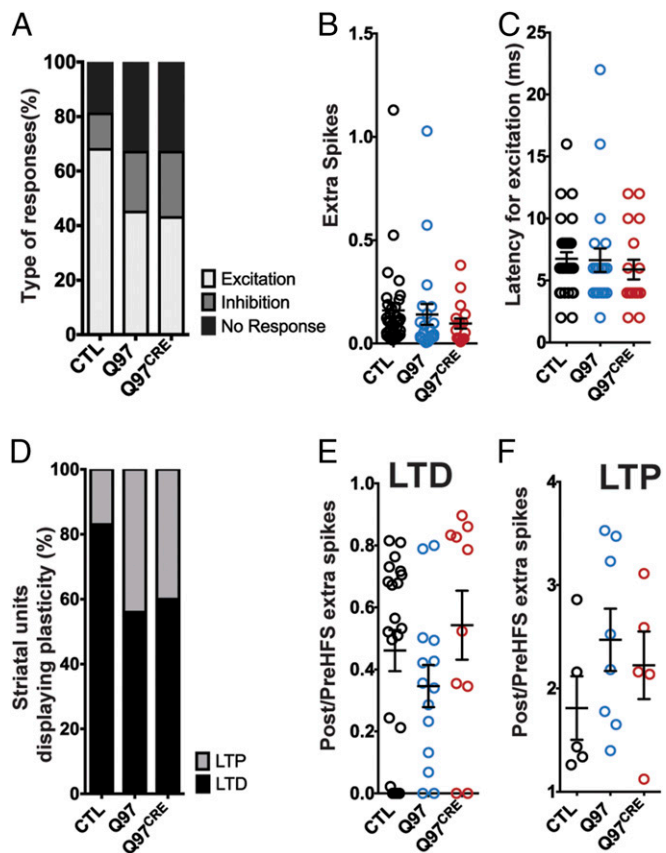 A
Type of responses(%)
100
80
60
40
20
0
CTL
Q97
Q97CRE
Excitation
Inhibition
No Response
B
Extra Spikes
1.5
1.0
0.5
0.0
CTL
Q97
Q97CRE
C
Latency for excitation (ms)
25
20
15
10
5
0
CTL
Q97
Q97CRE
D
Striatal units
displaying plasticity (%)
100
80
60
40
20
0
CTL
Q97
Q97CRE
LTP
LTD
E
LTD
Post/PreHFS extra spikes
1.0
0.8
0.6
0.4
0.2
0.0
CTL
Q97
Q97CRE
F
LTP
Post/PreHFS extra spikes
4
3
2
1
CTL
Q97
Q97CRE